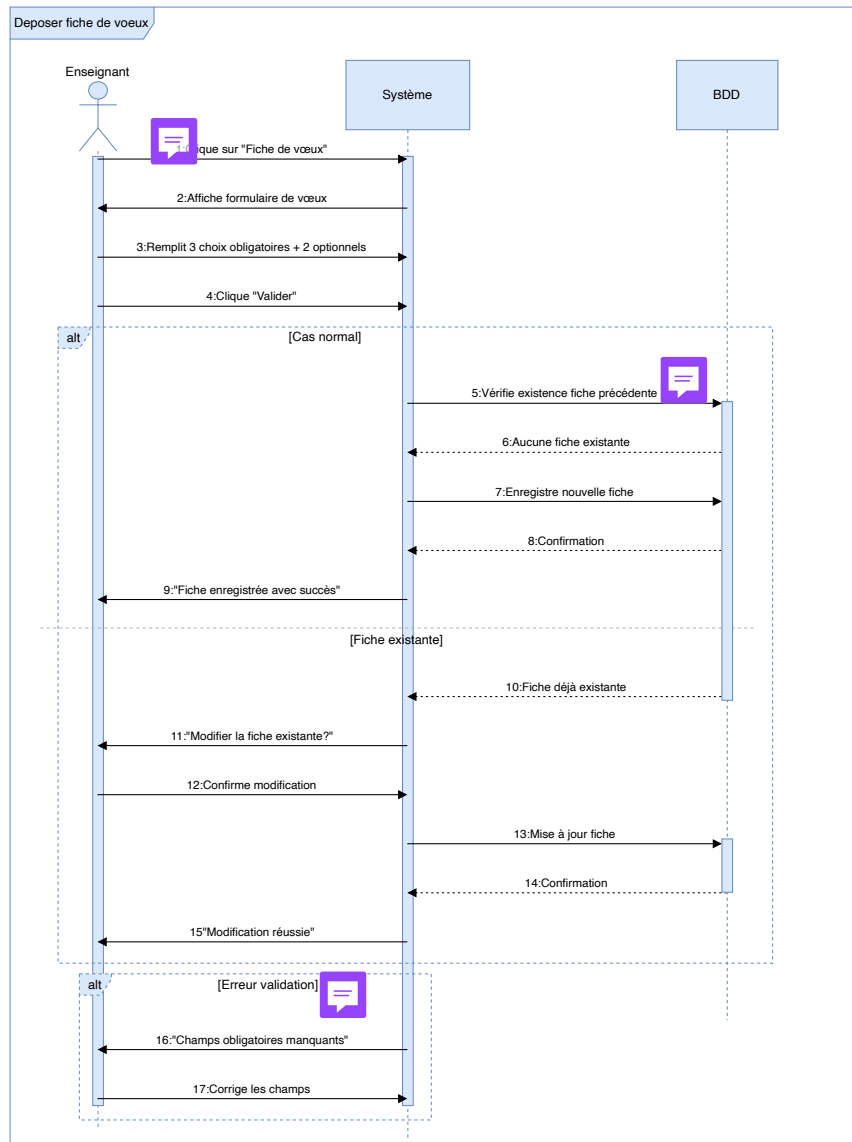 Deposer fiche de voeux
Enseignant
Système
BDD
sur "Fiche de vœux"
2:Affiche formulaire de vœux
3:Remplit 3 choix obligatoires + 2 optionnels
4:Clique "Valider"
alt
[Cas normal]
5:Vérifie existence fiche précédente
6:Aucune fiche existante
7:Enregistre nouvelle fiche
8:Confirmation
9:"Fiche enregistrée avec succès"
[Fiche existante]
10:Fiche déjà existante
11:"Modifier la fiche existante?"
12:Confirme modification
13:Mise à jour fiche
14:Confirmation
15"Modification réussie"
alt
[Erreur validation]
16:"Champs obligatoires manquants"
17:Corrige les champs